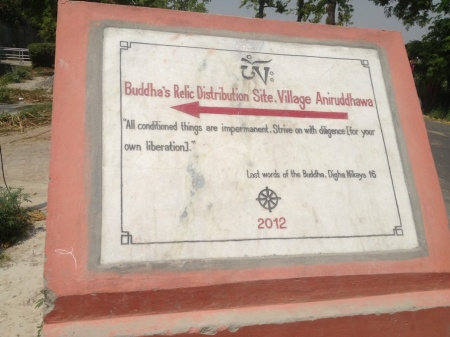 Buddha's Relic Distribution Site, Village Aniruddhawa
"All conditioned things are impermanent. Strive on with diligence [for your
own liberation]."
Last words of the Buddha, Digha Nikaya 16
2012